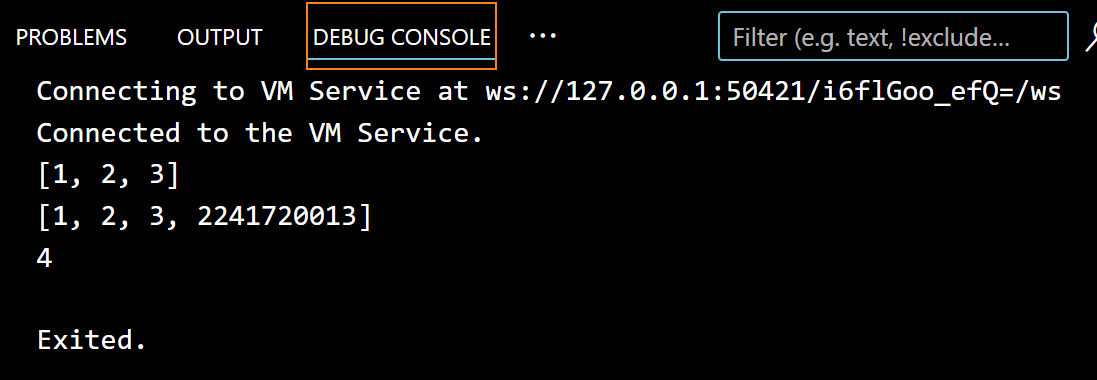 PROBLEMS OUTPUT DEBUG CONSOLE ··· Filter (e.g. text, !exclude...
Connecting to VM Service at ws://127.0.0.1:50421/i6flGoo_efQ=/ws
Connected to the VM Service.
[1, 2, 3]
[1, 2, 3, 2241720013]
4
Exited.